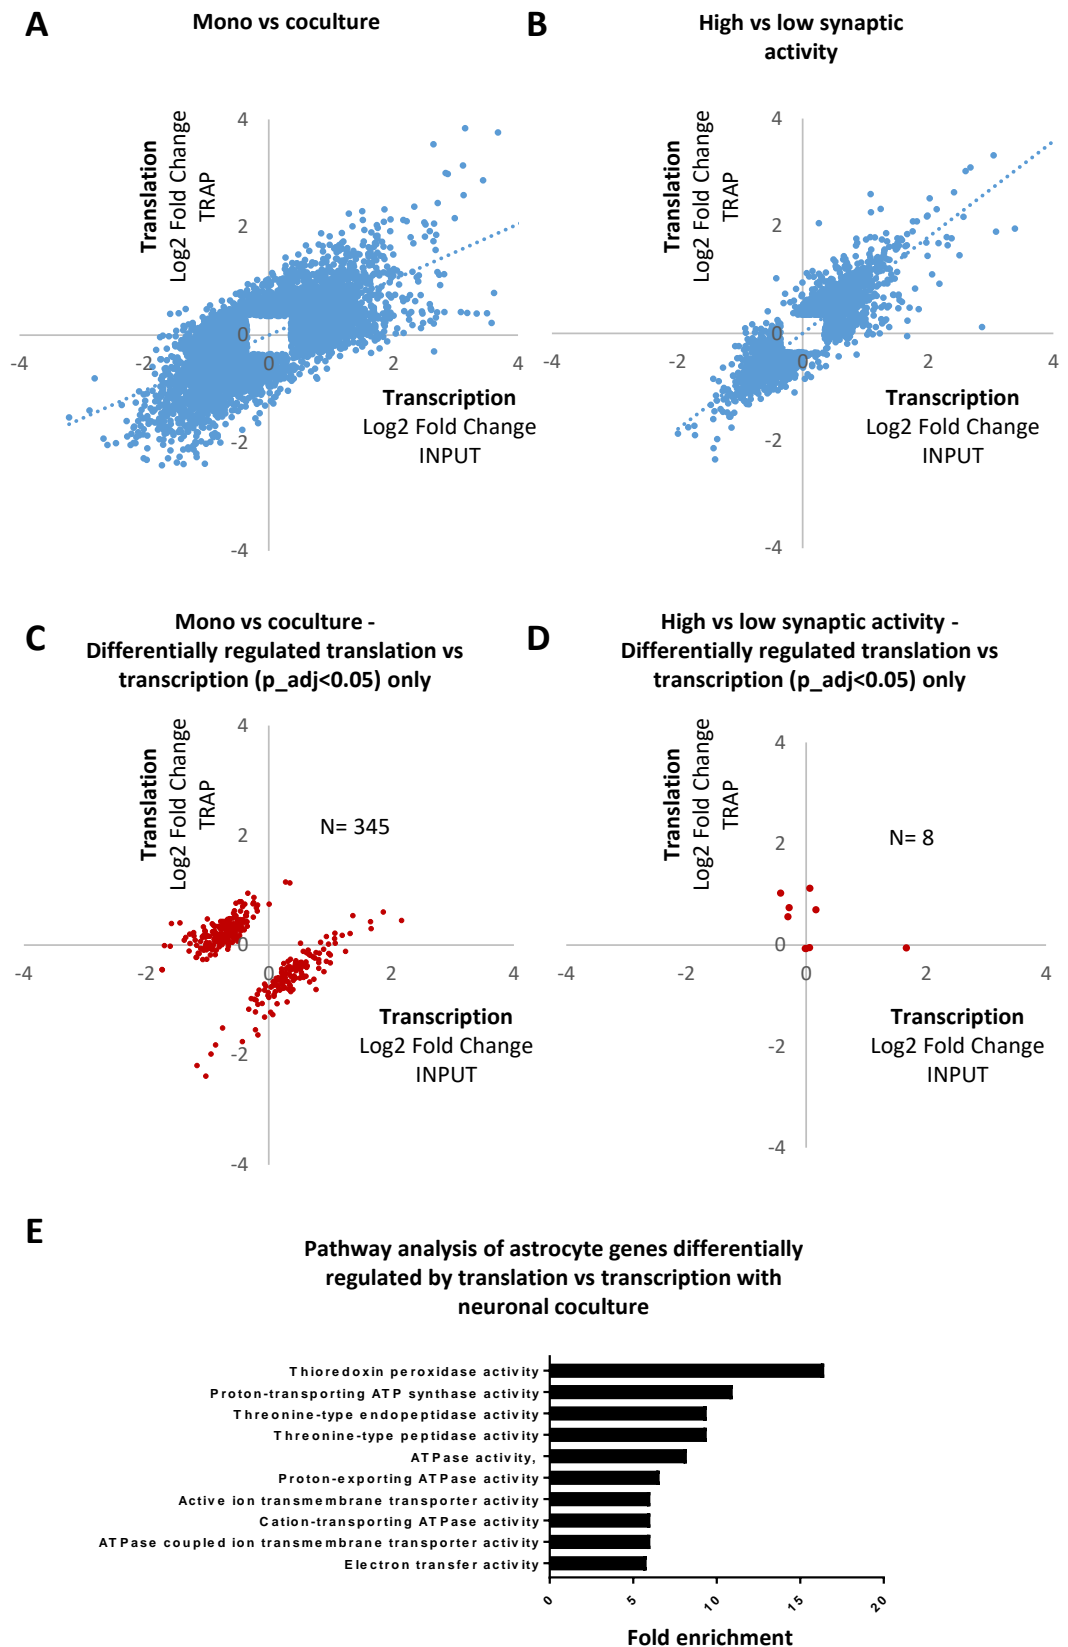 A
Mono vs coculture
Translation
Log2 Fold Change
TRAP
4
2
0
-4
-2
0
2
4
-2
-4
Transcription
Log2 Fold Change
INPUT
B
High vs low synaptic
activity
Translation
Log2 Fold Change
TRAP
4
2
0
-4
-2
0
2
4
-2
-4
Transcription
Log2 Fold Change
INPUT
C
Mono vs coculture -
Differentially regulated translation vs
transcription (p_adj<0.05) only
Translation
Log2 Fold Change
TRAP
4
2
0
-4
-2
0
2
4
-2
-4
N= 345
Transcription
Log2 Fold Change
INPUT
D
High vs low synaptic activity -
Differentially regulated translation vs
transcription (p_adj<0.05) only
Translation
Log2 Fold Change
TRAP
4
2
0
-4
-2
0
2
4
-2
-4
N= 8
Transcription
Log2 Fold Change
INPUT
E
Pathway analysis of astrocyte genes differentially
regulated by translation vs transcription with
neuronal coculture
Thioredoxin peroxidase activity
Proton-transporting ATP synthase activity
Threonine-type endopeptidase activity
Threonine-type peptidase activity
ATPase activity,
Proton-exporting ATPase activity
Active ion transmembrane transporter activity
Cation-transporting ATPase activity
ATPase coupled ion transmembrane transporter activity
Electron transfer activity
0
5
10
15
20
Fold enrichment